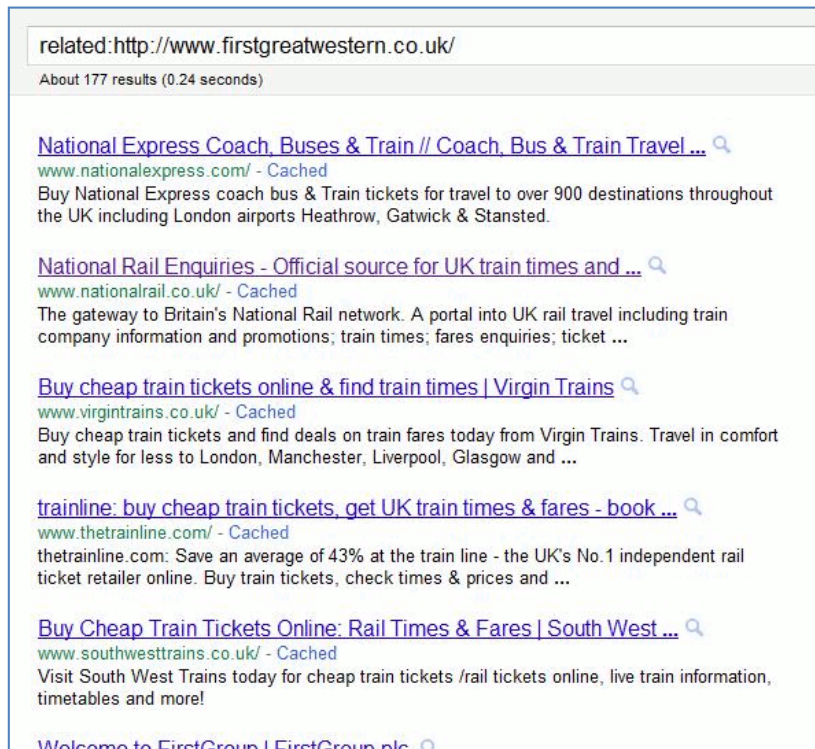 related:http://www.firstgreatwestern.co.uk/
About 177 results (0.24 seconds)
National Express Coach, Buses & Train // Coach, Bus & Train Travel ...
www.nationalexpress.com/ - Cached
Buy National Express coach bus & Train tickets for travel to over 900 destinations throughout
the UK including London airports Heathrow, Gatwick & Stansted.
National Rail Enquiries - Official source for UK train times and ...
www.nationalrail.co.uk/ - Cached
The gateway to Britain's National Rail network. A portal into UK rail travel including train
company information and promotions; train times; fares enquiries; ticket ...
Buy cheap train tickets online & find train times | Virgin Trains
www.virgintrains.co.uk/ - Cached
Buy cheap train tickets and find deals on train fares today from Virgin Trains. Travel in comfort
and style for less to London, Manchester, Liverpool, Glasgow and ...
trainline: buy cheap train tickets, get UK train times & fares - book ...
www.thetrainline.com/ - Cached
thetrainline.com: Save an average of 43% at the train line - the UK's No.1 independent rail
ticket retailer online. Buy train tickets, check times & prices and ...
Buy Cheap Train Tickets Online: Rail Times & Fares | South West ...
www.southwesttrains.co.uk/ - Cached
Visit South West Trains today for cheap train tickets /rail tickets online, live train information,
timetables and more!
Welcome to FirstGroup | FirstGroup plc